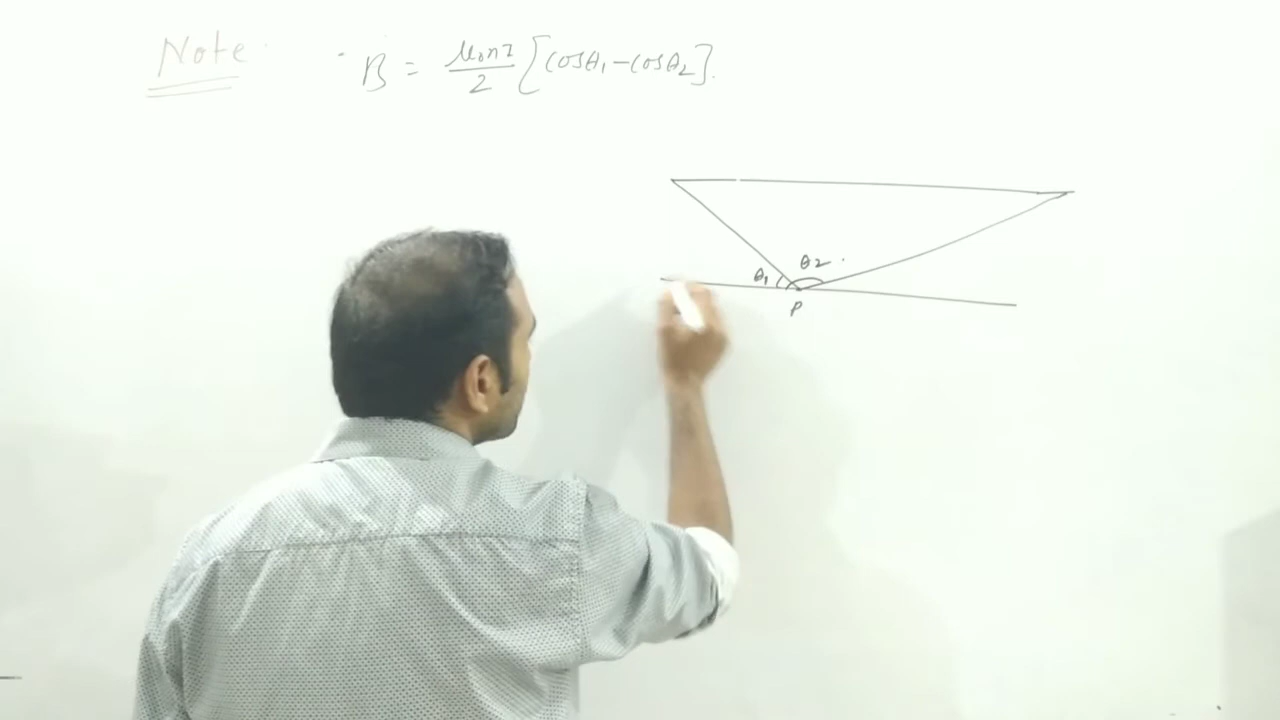 Note
B = μ₀nI/2 [cosθ₁-cosθ₂].
θ₁ θ₂
P